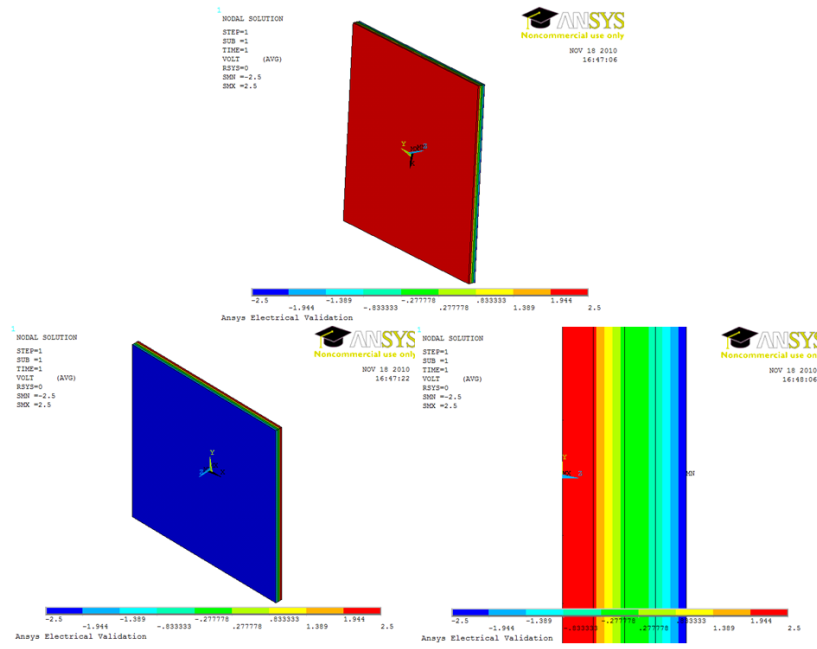 1
NODAL SOLUTION
STEP=1
SUB =1
TIME=1
VOLT (AVG)
RSYS=0
SMN =-2.5
SMX =2.5
ANSYS
Noncommercial use only
NOV 18 2010
16:47:06
Y
Z
-2.5 -1.389 -.277778 .833333 1.944
-1.944 -.833333 .277778 1.389 2.5
Ansys Electrical Validation
1
NODAL SOLUTION
STEP=1
SUB =1
TIME=1
VOLT (AVG)
RSYS=0
SMN =-2.5
SMX =2.5
ANSYS
Noncommercial use only
NOV 18 2010
16:47:22
Y
-2.5 -1.389 -.277778 .833333 1.944
-1.944 -.833333 .277778 1.389 2.5
Ansys Electrical Validation
1
NODAL SOLUTION
STEP=1
SUB =1
TIME=1
VOLT (AVG)
RSYS=0
SMN =-2.5
SMX =2.5
ANSYS
Noncommercial use on
NOV 18 2010
16:48:06
Y
MX
Z
MN
-2.5 -1.389 -.277778 .833333 1.944
-1.944 -.833333 .277778 1.389 2.5
Ansys Electrical Validation